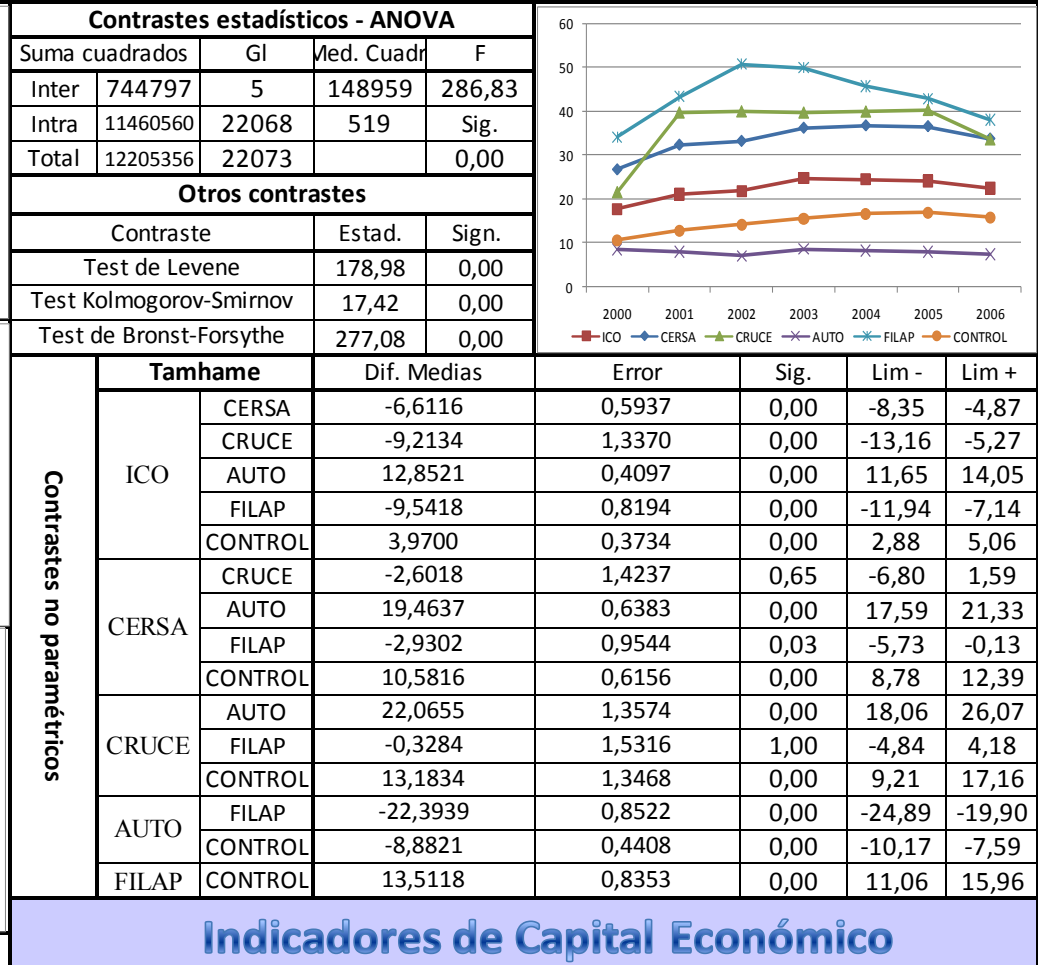 Contrastes estadísticos - ANOVA
Suma cuadrados Gl Med. Cuadr F
Inter 744797 5 148959 286,83
Intra 11460560 22068 519 Sig.
Total 12205356 22073 0,00
Otros contrastes
Contraste Estad. Sign.
Test de Levene 178,98 0,00
Test Kolmogorov-Smirnov 17,42 0,00
Test de Bronst-Forsythe 277,08 0,00
60
50
40
30
20
10
0
2000 2001 2002 2003 2004 2005 2006
ICO CERSA CRUCE AUTO FILAP CONTROL
Contrastes no paramétricos
Tamhame Dif. Medias Error Sig. Lim - Lim +
ICO CERSA -6,6116 0,5937 0,00 -8,35 -4,87
CRUCE -9,2134 1,3370 0,00 -13,16 -5,27
AUTO 12,8521 0,4097 0,00 11,65 14,05
FILAP -9,5418 0,8194 0,00 -11,94 -7,14
CONTROL 3,9700 0,3734 0,00 2,88 5,06
CERSA CRUCE -2,6018 1,4237 0,65 -6,80 1,59
AUTO 19,4637 0,6383 0,00 17,59 21,33
FILAP -2,9302 0,9544 0,03 -5,73 -0,13
CONTROL 10,5816 0,6156 0,00 8,78 12,39
CRUCE AUTO 22,0655 1,3574 0,00 18,06 26,07
FILAP -0,3284 1,5316 1,00 -4,84 4,18
CONTROL 13,1834 1,3468 0,00 9,21 17,16
AUTO FILAP -22,3939 0,8522 0,00 -24,89 -19,90
CONTROL -8,8821 0,4408 0,00 -10,17 -7,59
FILAP CONTROL 13,5118 0,8353 0,00 11,06 15,96
Indicadores de Capital Económico